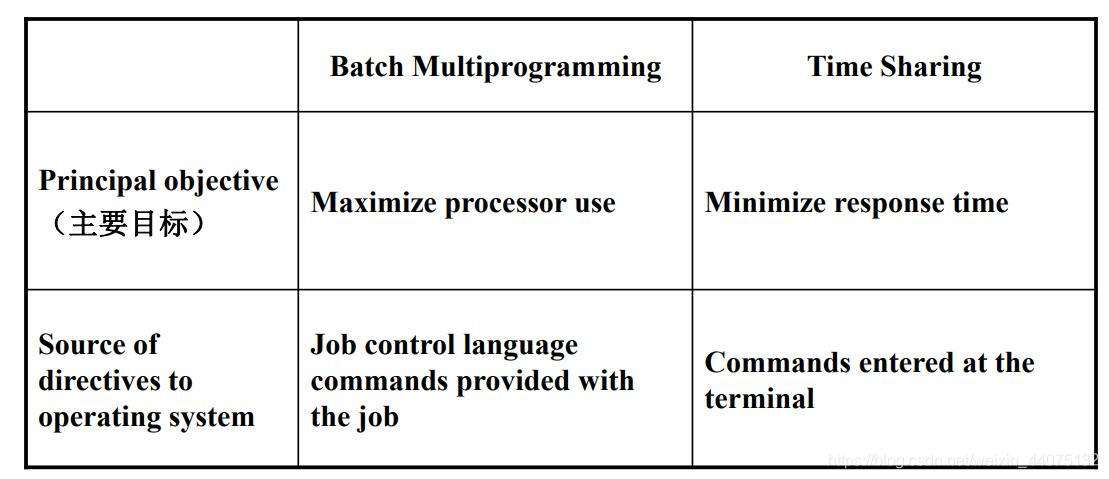 Batch Multiprogramming
Time Sharing
Principal objective
（主要目标）
Maximize processor use
Minimize response time
Source of
directives to
operating system
Job control language
commands provided with
the job
Commands entered at the
terminal
https://blog.csdn.net/weixin_44075132